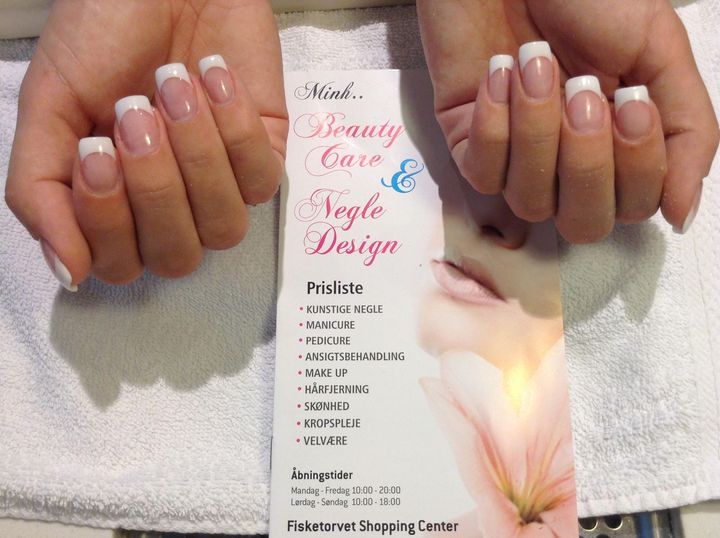 Minh..
Beauty
Care
&
Negle
Design
Prisliste
• KUNSTIGE NEGLE
• MANICURE
• PEDICURE
• ANSIGTSBEHANDLING
• MAKE UP
• HÅRFJERNING
• SKØNHED
• KROPSPLEJE
• VELVÆRE
Åbningstider
Mandag - Fredag 10:00 - 20:00
Lørdag - Søndag 10:00 - 18:00
Fisketorvet Shopping Center